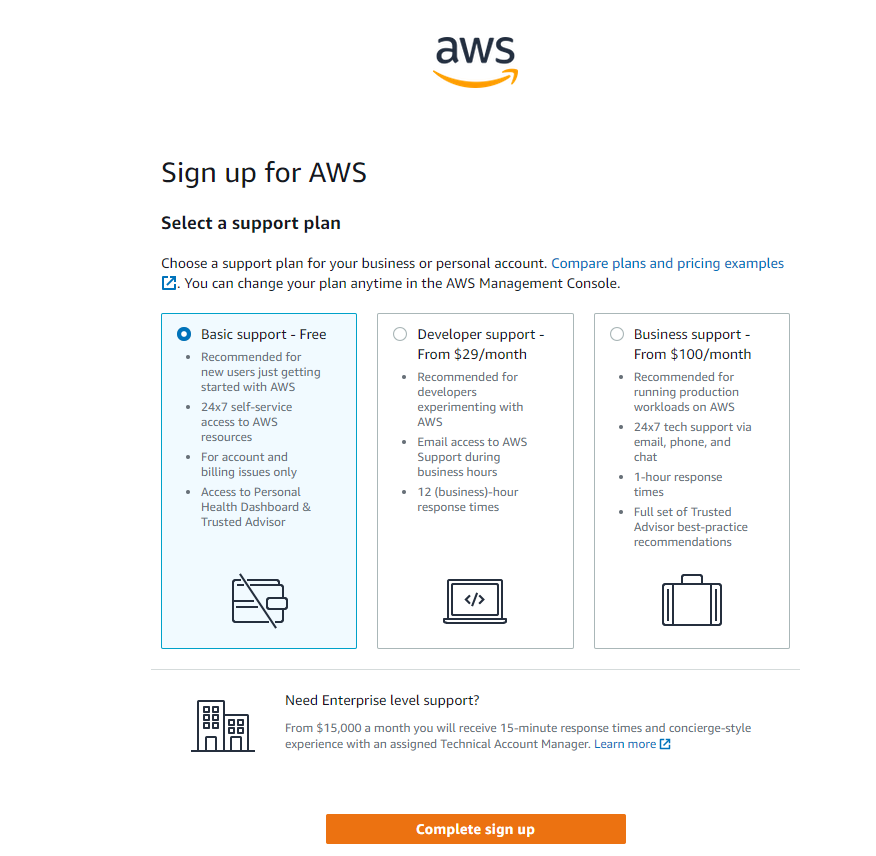 aws
Sign up for AWS
Select a support plan
Choose a support plan for your business or personal account. Compare plans and pricing examples
. You can change your plan anytime in the AWS Management Console.
Basic support - Free
• Recommended for
new users just getting
started with AWS
• 24x7 self-service
access to AWS
resources
• For account and
billing issues only
• Access to Personal
Health Dashboard &
Trusted Advisor
Developer support -
From $29/month
• Recommended for
developers
experimenting with
AWS
• Email access to AWS
Support during
business hours
• 12 (business)-hour
response times
</>
Business support -
From $100/month
• Recommended for
running production
workloads on AWS
• 24x7 tech support via
email, phone, and
chat
• 1-hour response
times
• Full set of Trusted
Advisor best-practice
recommendations
Need Enterprise level support?
From $15,000 a month you will receive 15-minute response times and concierge-style
experience with an assigned Technical Account Manager. Learn more
Complete sign up